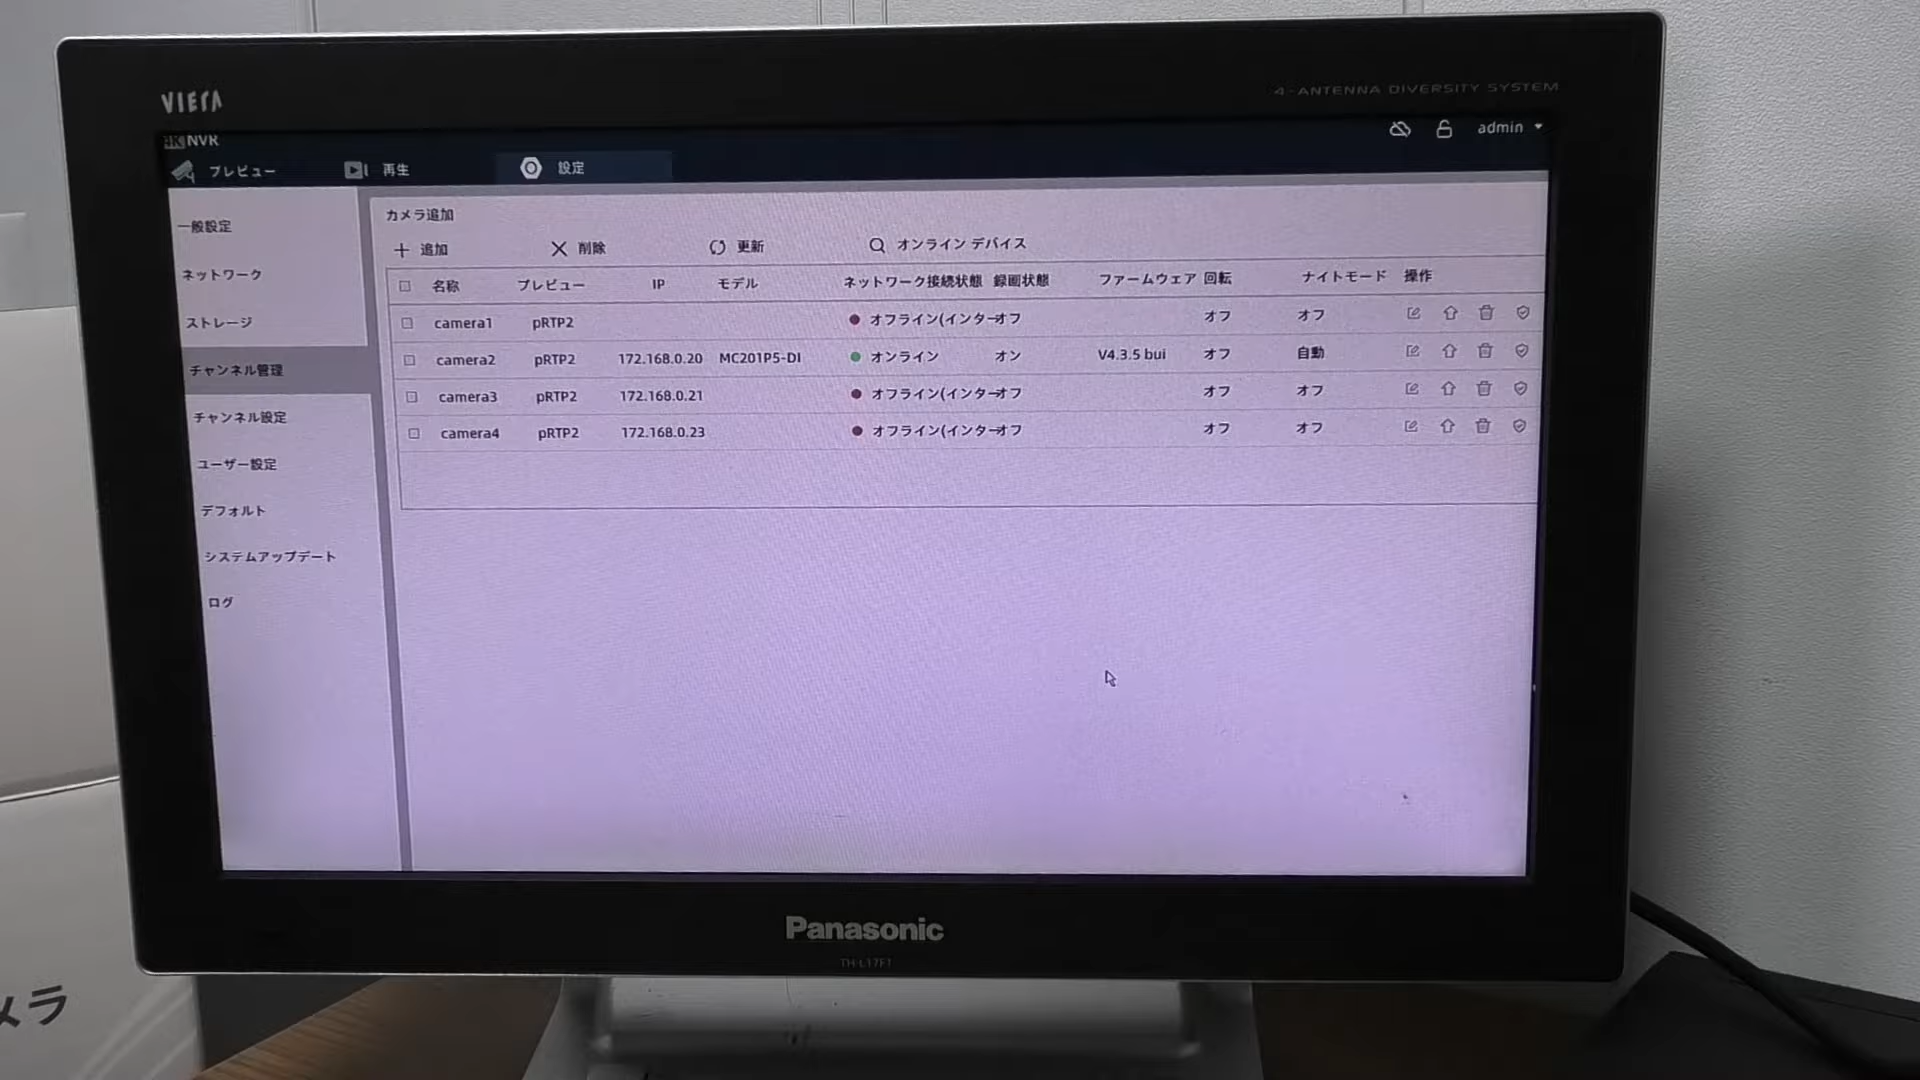 VIERA
4-ANTENNA DIVERSITY SYSTEM
4K NVR
admin
プレビュー 再生 設定
一般設定
ネットワーク
ストレージ
チャンネル管理
チャンネル設定
ユーザー設定
デフォルト
システムアップデート
ログ
カメラ追加
追加 削除 更新 オンライン デバイス
名称 プレビュー IP モデル ネットワーク接続状態 録画状態 ファームウェア 回転 ナイトモード 操作
camera1 pRTP2 オフライン(インターオフ オフ オフ
camera2 pRTP2 172.168.0.20 MC201P5-DI オンライン オン V4.3.5 bui オフ 自動
camera3 pRTP2 172.168.0.21 オフライン(インターオフ オフ オフ
camera4 pRTP2 172.168.0.23 オフライン(インターオフ オフ オフ
Panasonic
TH-L17F1
メラ